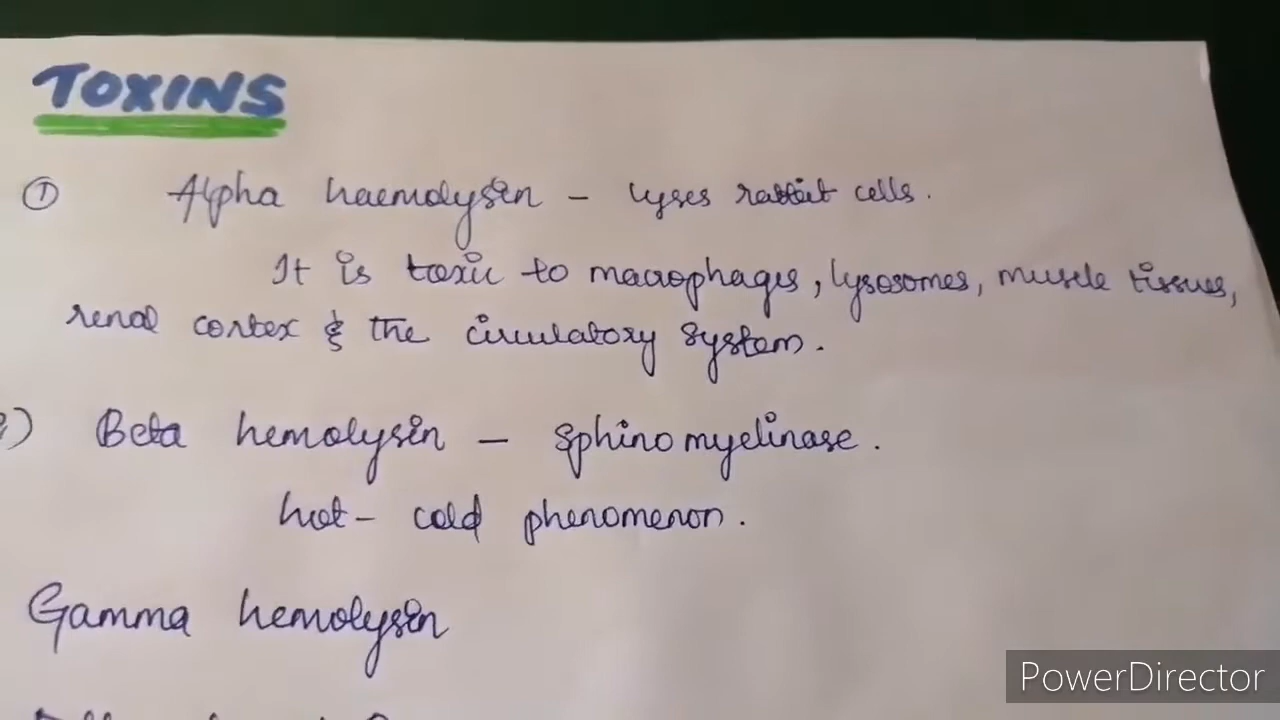 TOXINS
① Alpha haemolysin – lyses rabbit cells.
It is toxic to macrophages, lysosomes, muscle tissues,
renal cortex & the circulatory system.
) Beta hemolysin – Sphinomyelinase.
hot – cold phenomenon.
Gamma hemolysin
PowerDirector